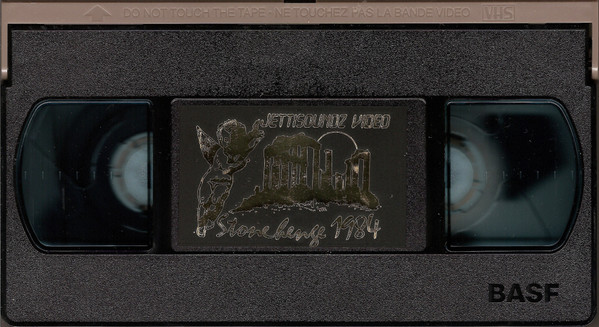 DO NOT TOUCH THE TAPE - NE TOUCHEZ PAS LA BANDE VIDEO VHS
JETTISOUNDZ VIDEO
Stonehenge 1984
BASF